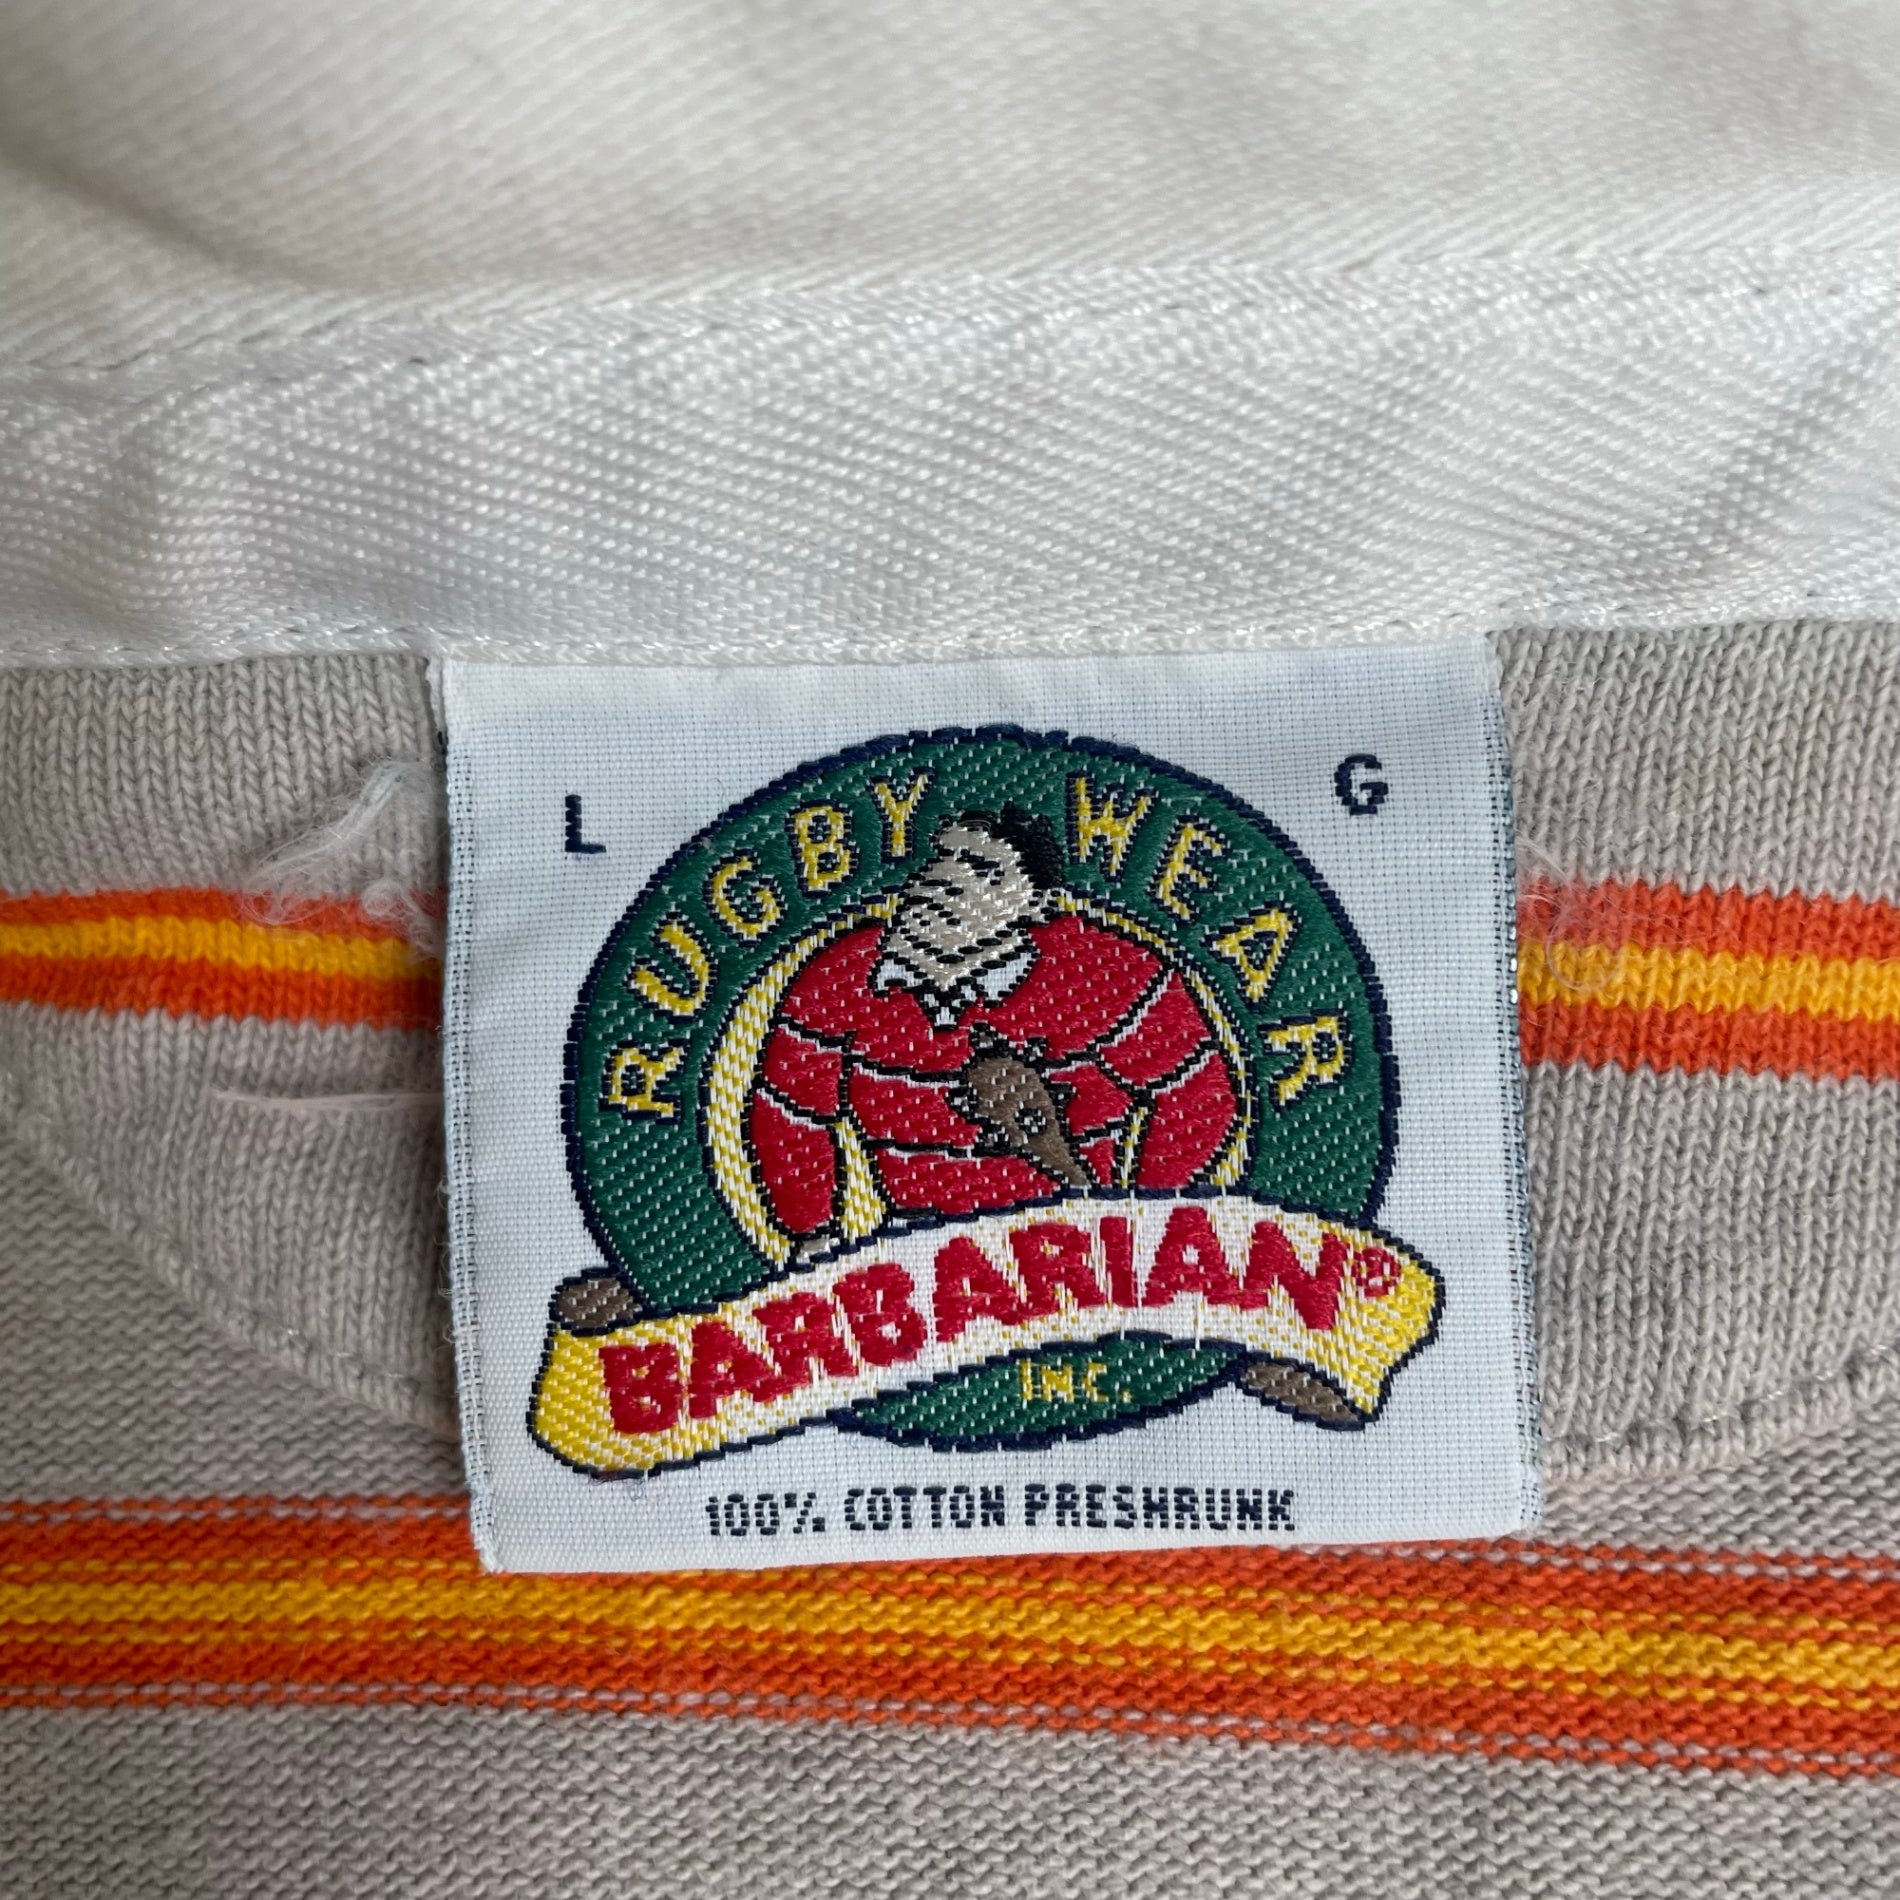 L G
RUGBY WEAR
BARBARIAN®
INC.
100% COTTON PRESHRUNK